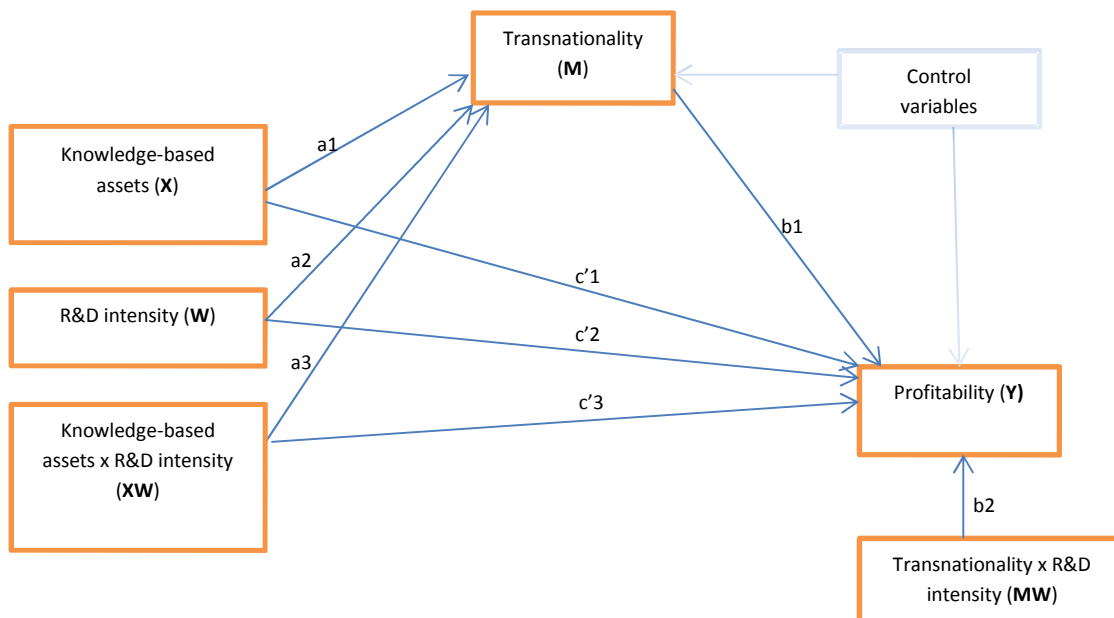 Transnationality
(M)
Control
variables
Knowledge-based
assets (X)
a1
b1
a2
c'1
R&D intensity (W)
c'2
a3
Profitability (Y)
c'3
Knowledge-based
assets x R&D intensity
(XW)
b2
Transnationality x R&D
intensity (MW)